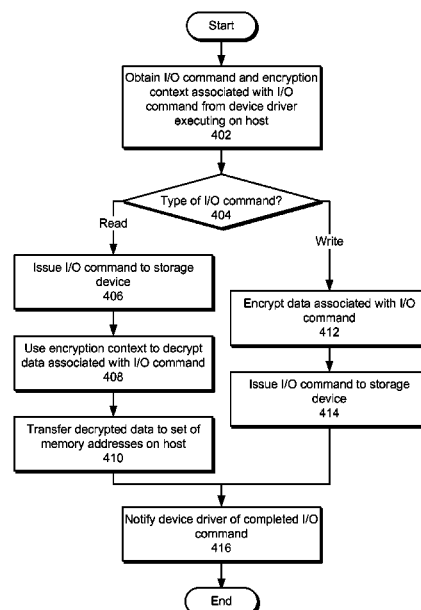 Start
Obtain I/O command and encryption
context associated with I/O
command from device driver
executing on host
402
Type of I/O command?
404
Read
Write
Issue I/O command to storage
device
406
Encrypt data associated with I/O
command
412
Use encryption context to decrypt
data associated with I/O command
408
Issue I/O command to storage
device
414
Transfer decrypted data to set of
memory addresses on host
410
Notify device driver of completed I/O
command
416
End